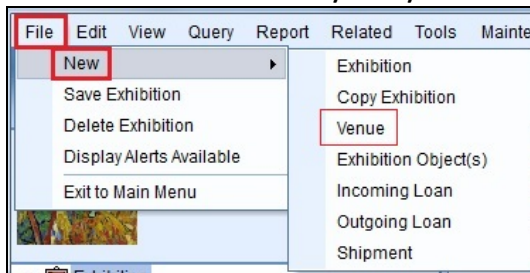 File Edit View Query Report Related Tools Mainte
New
Save Exhibition
Delete Exhibition
Display Alerts Available
Exit to Main Menu
Exhibition
Copy Exhibition
Venue
Exhibition Object(s)
Incoming Loan
Outgoing Loan
Shipment